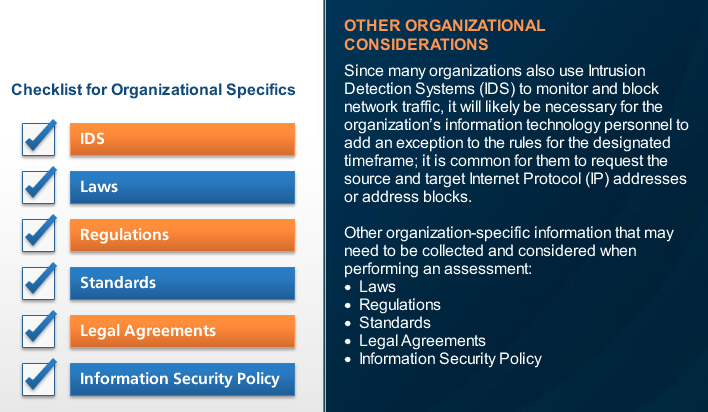 Checklist for Organizational Specifics
IDS
Laws
Regulations
Standards
Legal Agreements
Information Security Policy
OTHER ORGANIZATIONAL
CONSIDERATIONS
Since many organizations also use Intrusion
Detection Systems (IDS) to monitor and block
network traffic, it will likely be necessary for the
organization's information technology personnel to
add an exception to the rules for the designated
timeframe; it is common for them to request the
source and target Internet Protocol (IP) addresses
or address blocks.
Other organization-specific information that may
need to be collected and considered when
performing an assessment:
• Laws
• Regulations
• Standards
• Legal Agreements
• Information Security Policy